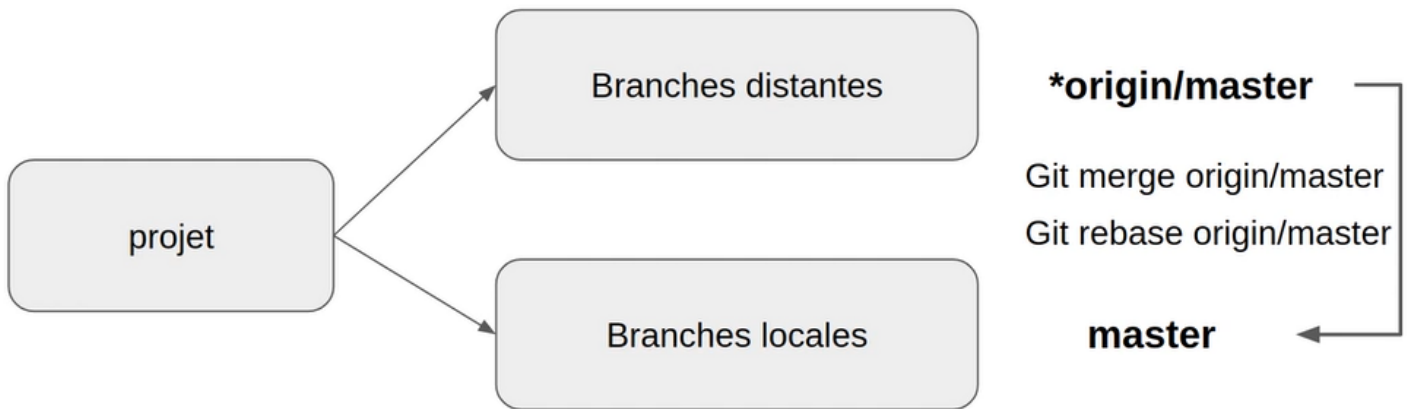 Branches distantes
*origin/master
Git merge origin/master
projet
Git rebase origin/master
Branches locales
master